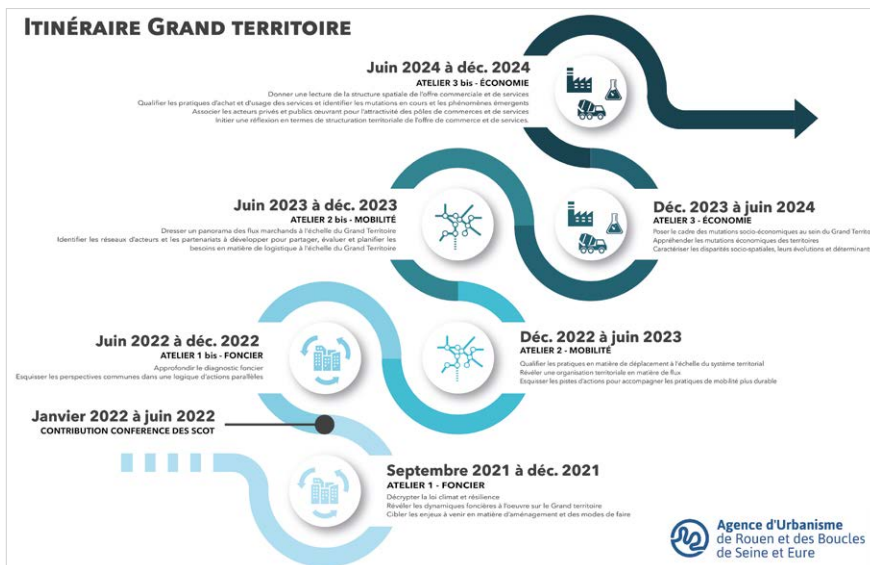 ITINÉRAIRE GRAND TERRITOIRE
Juin 2024 à déc. 2024
ATELIER 3 bis - ÉCONOMIE
Donner une lecture de la structure spatiale de l'offre commerciale et de services
Qualifier les pratiques d'achat et d'usage des services et identifier les mutations en cours et les phénomènes émergents
Associer les acteurs privés et publics œuvrant pour l'attractivité des pôles de commerces et de services
Initier une réflexion en termes de structuration territoriale de l'offre de commerce et de services.
Juin 2023 à déc. 2023
ATELIER 2 bis - MOBILITÉ
Dresser un panorama des flux marchands à l'échelle du Grand Territoire
Identifier les réseaux d'acteurs et les partenariats à développer pour partager, évaluer et planifier les
besoins en matière de logistique à l'échelle du Grand Territoire
Déc. 2023 à juin 2024
ATELIER 3 - ÉCONOMIE
Poser le cadre des mutations socio-économiques au sein du Grand Territo
Appréhender les mutations économiques des territoires
Caractériser les disparités socio-spatiales, leurs évolutions et déterminant
Juin 2022 à déc. 2022
ATELIER 1 bis - FONCIER
Approfondir le diagnostic foncier
Esquisser les perspectives communes dans une logique d'actions parallèles
Déc. 2022 à juin 2023
ATELIER 2 - MOBILITÉ
Qualifier les pratiques en matière de déplacement à l'échelle du système territorial
Révéler une organisation territoriale en matière de flux
Esquisser les pistes d'actions pour accompagner les pratiques de mobilité plus durable
Janvier 2022 à juin 2022
CONTRIBUTION CONFERENCE DES SCOT
Septembre 2021 à déc. 2021
ATELIER 1 - FONCIER
Décrypter la loi climat et résilience
Révéler les dynamiques foncières à l'oeuvre sur le Grand territoire
Cibler les enjeux à venir en matière d'aménagement et des modes de faire
Agence d'Urbanisme
de Rouen et des Boucles
de Seine et Eure